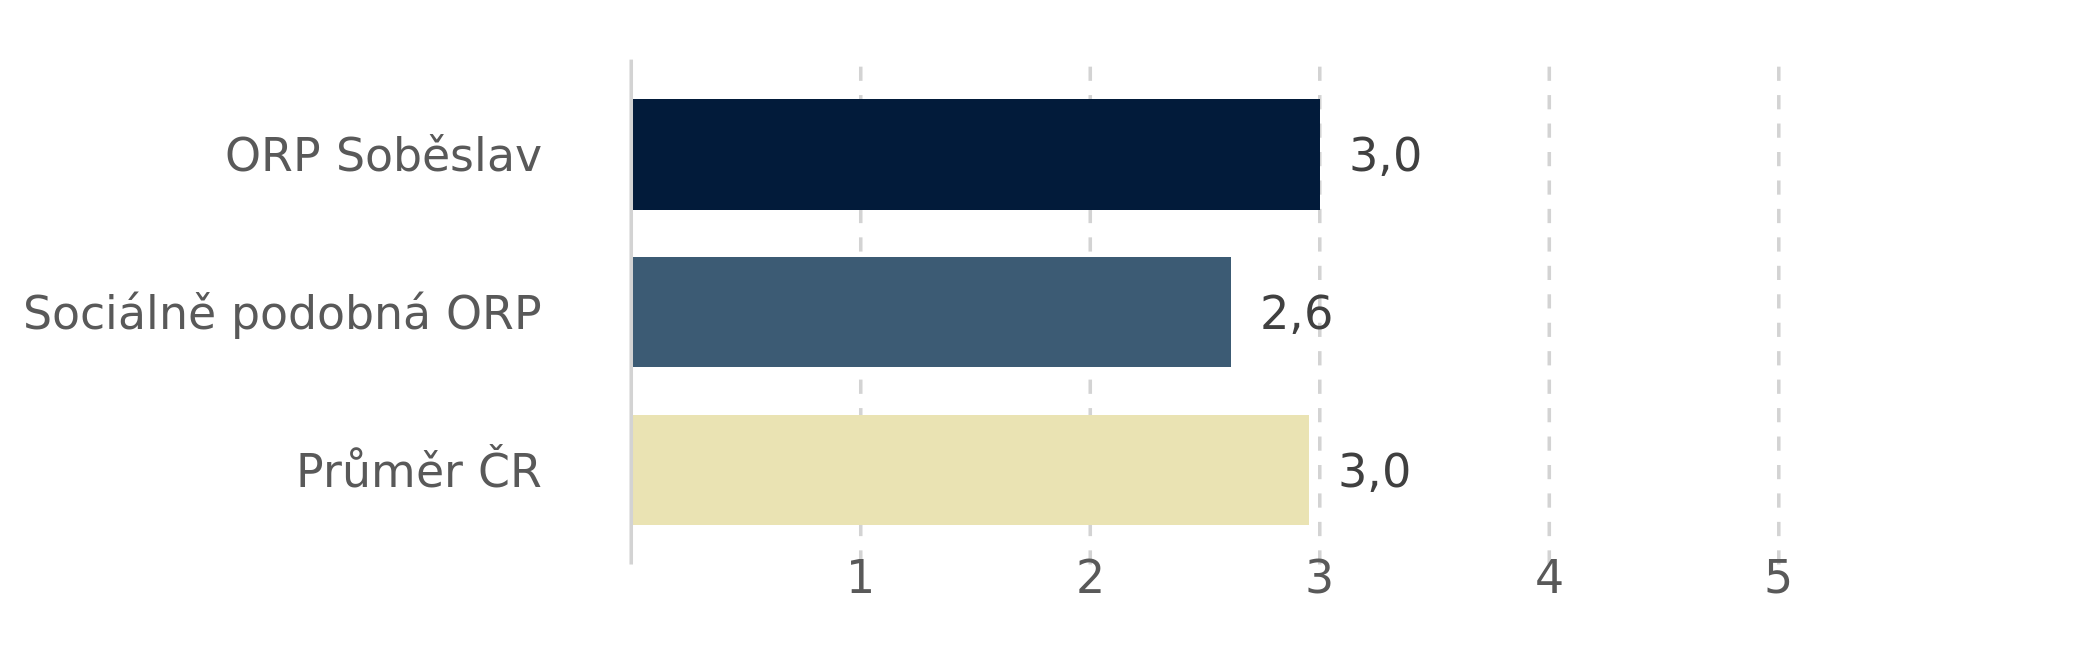 ORP Soběslav 3,0
Sociálně podobná ORP 2,6
Průměr ČR 3,0
1 2 3 4 5